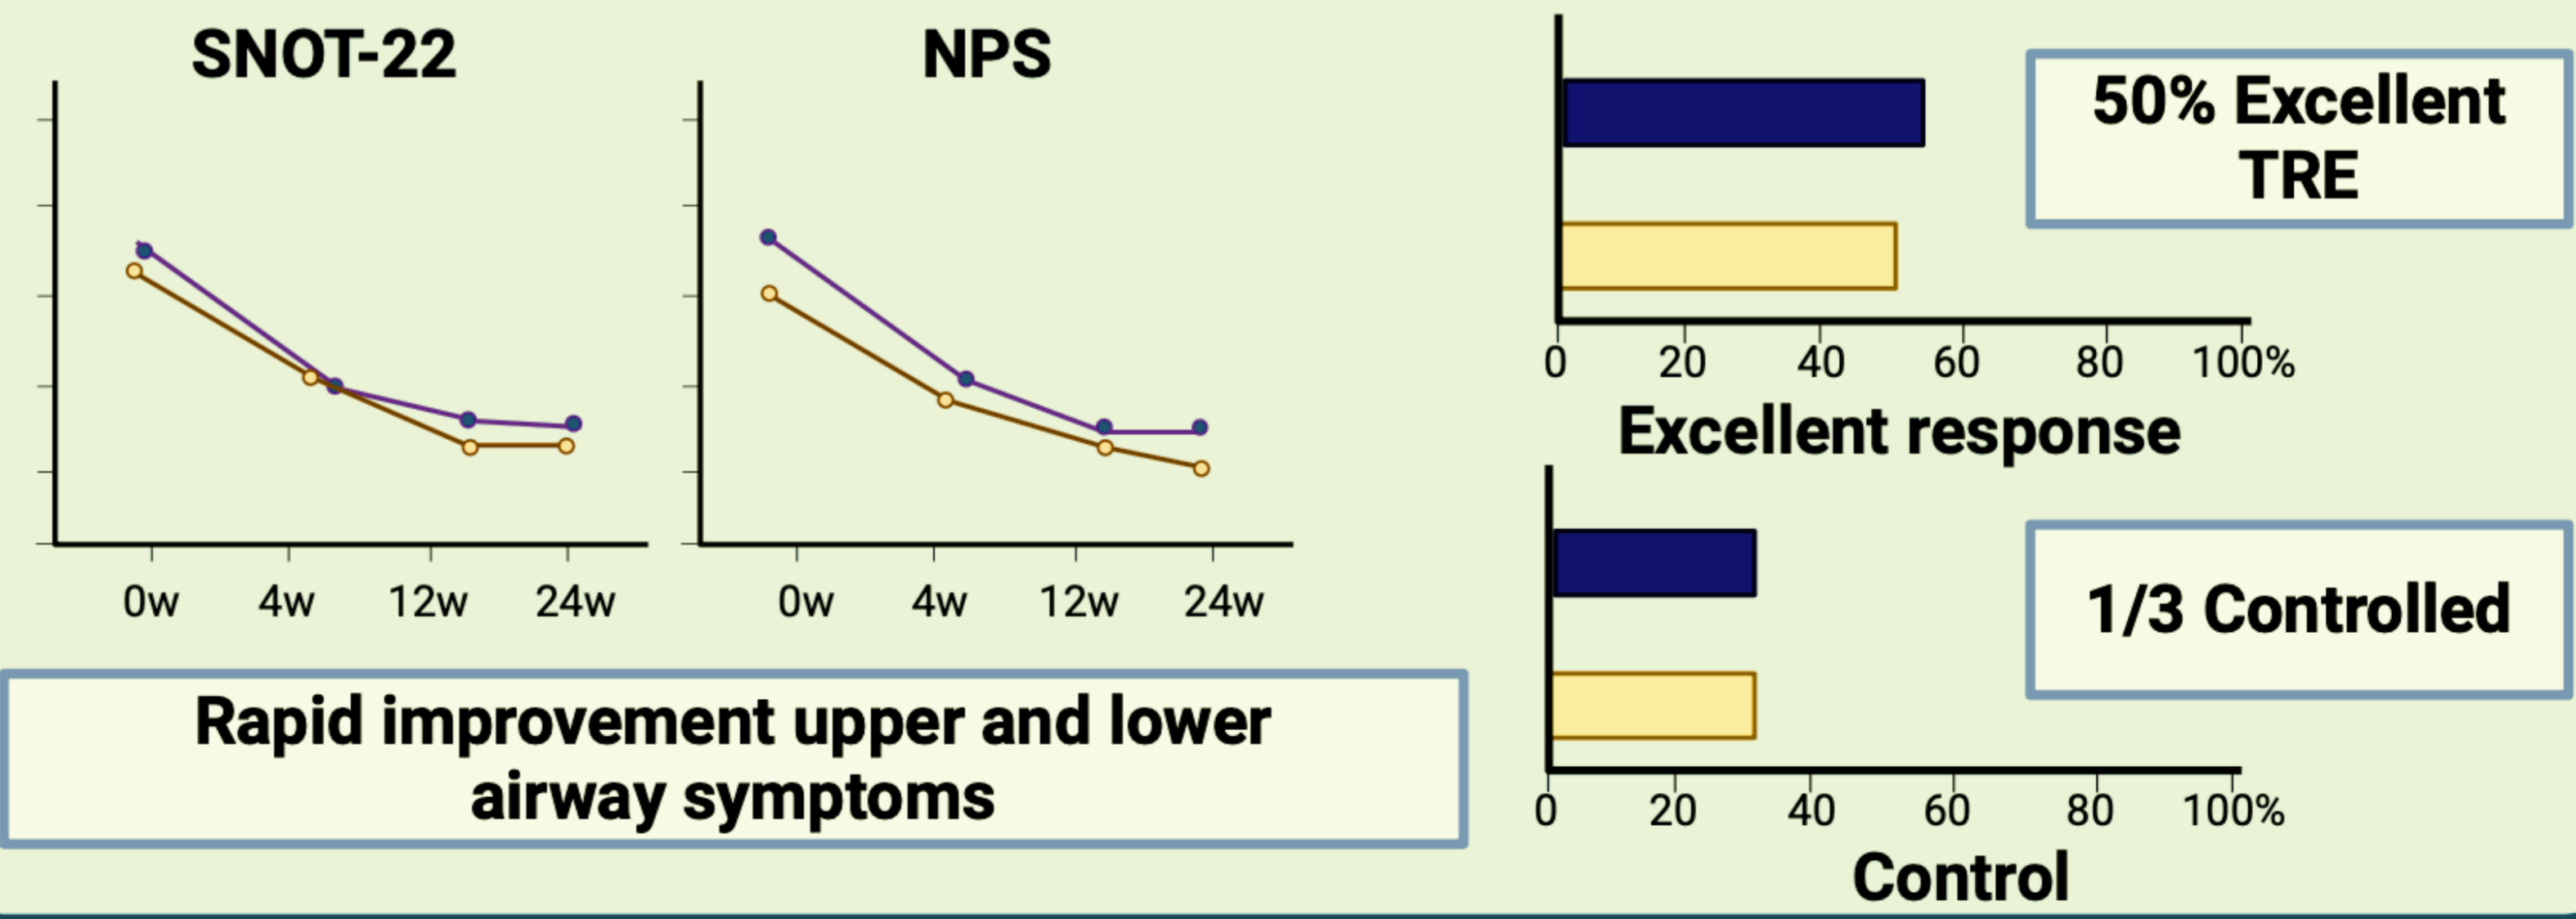 SNOT-22
0w 4w 12w 24w
NPS
0w 4w 12w 24w
Rapid improvement upper and lower
airway symptoms
0 20 40 60 80 100%
Excellent response
50% Excellent
TRE
0 20 40 60 80 100%
Control
1/3 Controlled